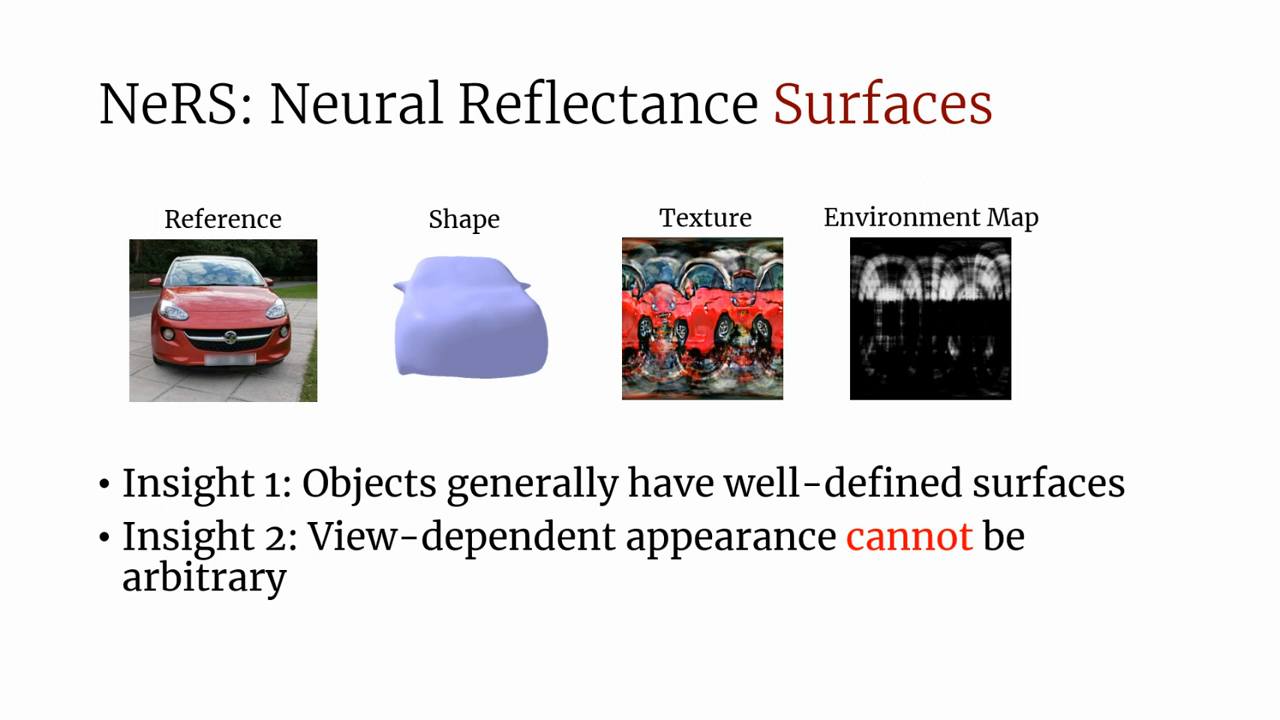 NeRS: Neural Reflectance Surfaces
Reference
Shape
Texture
Environment Map
• Insight 1: Objects generally have well-defined surfaces
• Insight 2: View-dependent appearance cannot be
arbitrary